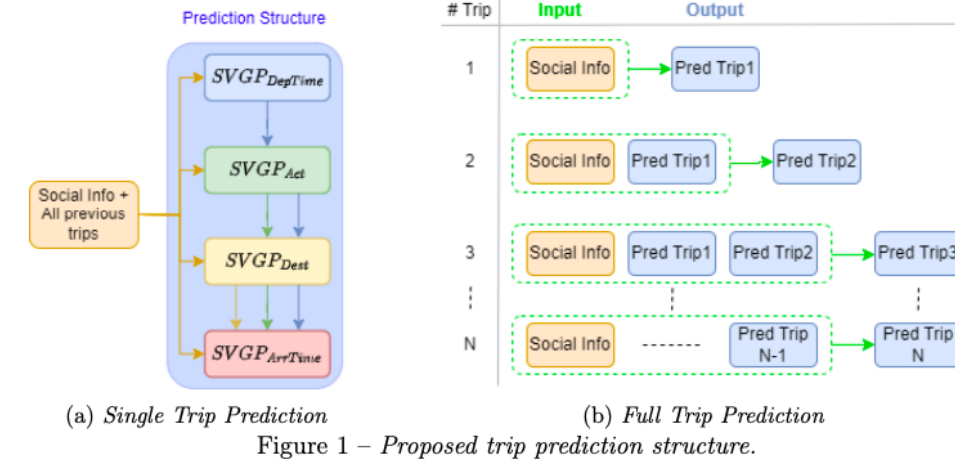 Prediction Structure
SVGP_DepTime
SVGP_Act
Social Info +
All previous
trips
SVGP_Dest
SVGP_ArrTime
(a) Single Trip Prediction
# Trip Input Output
1 Social Info Pred Trip1
2 Social Info Pred Trip1 Pred Trip2
3 Social Info Pred Trip1 Pred Trip2 Pred Trip3
N Social Info Pred Trip
N-1 Pred Trip
N
(b) Full Trip Prediction
Figure 1 – Proposed trip prediction structure.